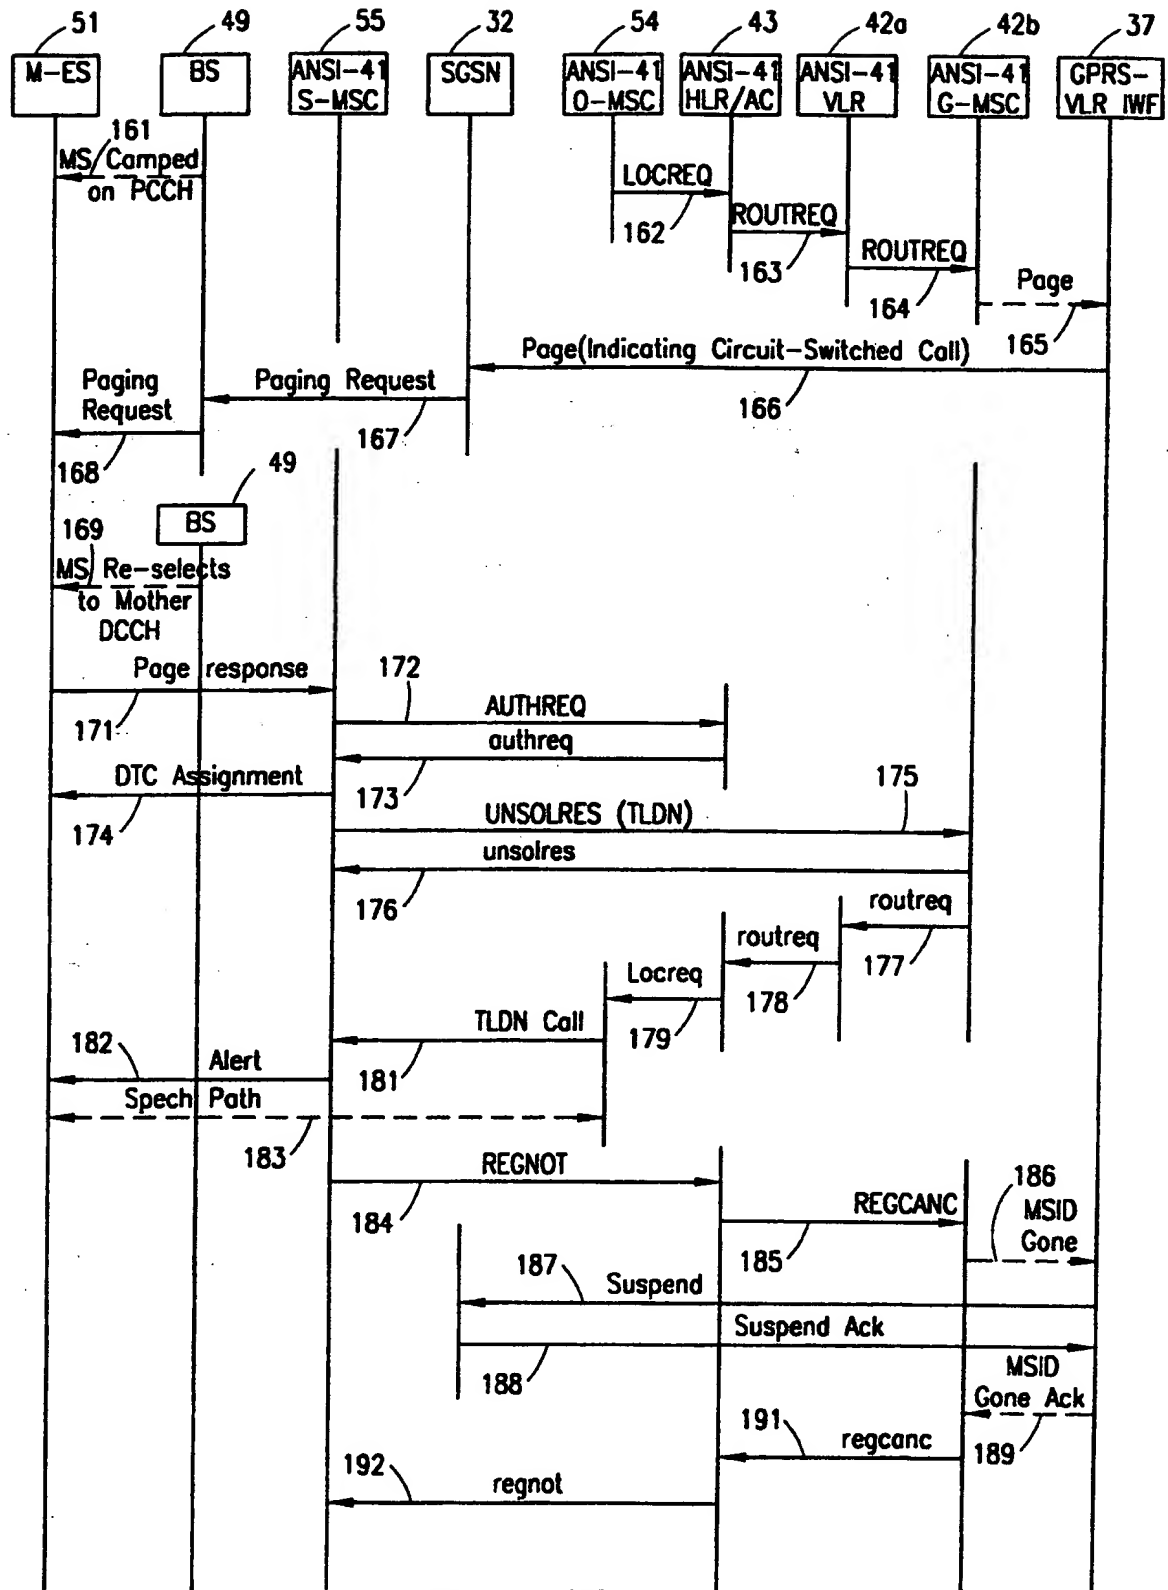 51 49 55 32 54 43 42a 42b 37
M-ES BS ANSI-41 SGSN ANSI-41 ANSI-41 ANSI-41 ANSI-41 GPRS-
S-MSC O-MSC HLR/AC VLR G-MSC VLR IWF
161
MS Camped
on PCCH
LOCREQ
162
ROUTREQ
163
ROUTREQ
164
Page
165
Page(Indicating Circuit-Switched Call)
166
Paging Request
167
Paging
Request
168
49
BS
169
MS Re-selects
to Mother
DCCH
Page response
171
172
AUTHREQ
authreq
173
DTC Assignment
174
175
UNSOLRES (TLDN)
unsolres
176
routreq
177
routreq
178
Locreq
179
TLDN Call
181
182
Alert
Spech Path
183
REGNOT
184
REGCANC
185
186
MSID
Gone
187
Suspend
Suspend Ack
188
MSID
Gone Ack
189
191
regcanc
192
regnot